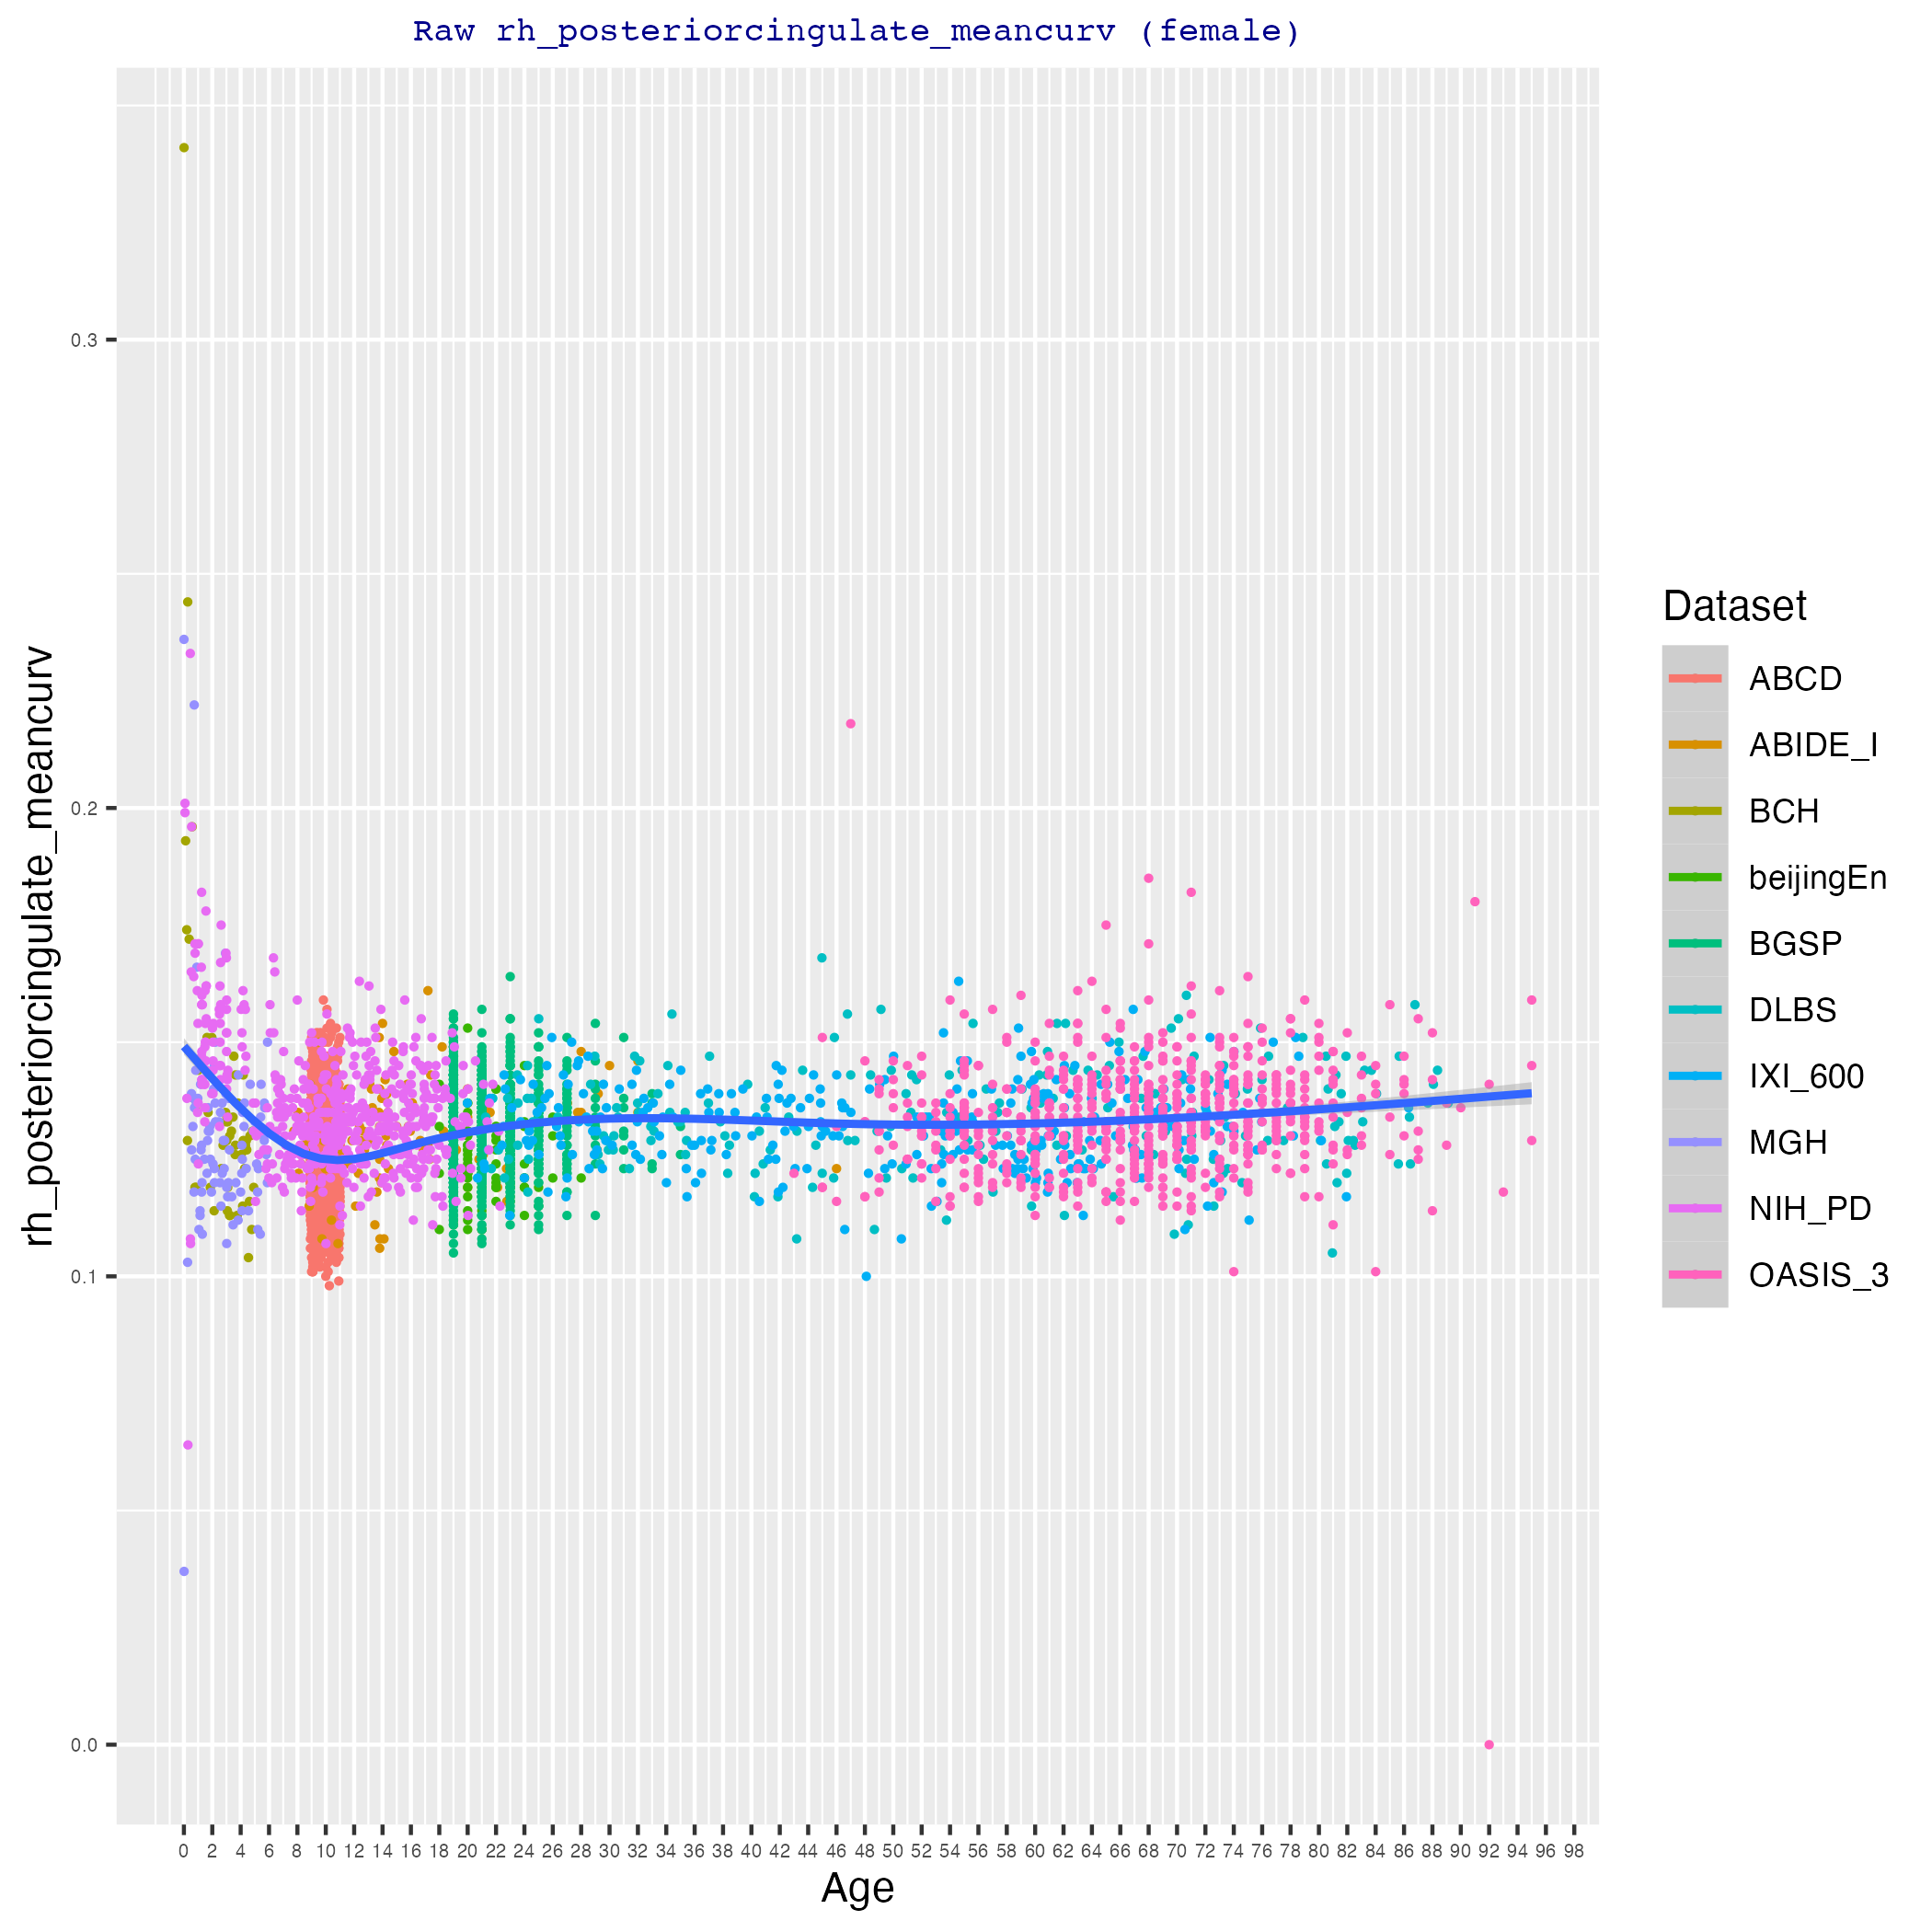 Raw rh_posteriorcingulate_meancurv (female)
rh_posteriorcingulate_meancurv
0.3
0.2
0.1
0.0
0 2 4 6 8 10 12 14 16 18 20 22 24 26 28 30 32 34 36 38 40 42 44 46 48 50 52 54 56 58 60 62 64 66 68 70 72 74 76 78 80 82 84 86 88 90 92 94 96 98
Age
Dataset
ABCD
ABIDE_I
BCH
beijingEn
BGSP
DLBS
IXI_600
MGH
NIH_PD
OASIS_3